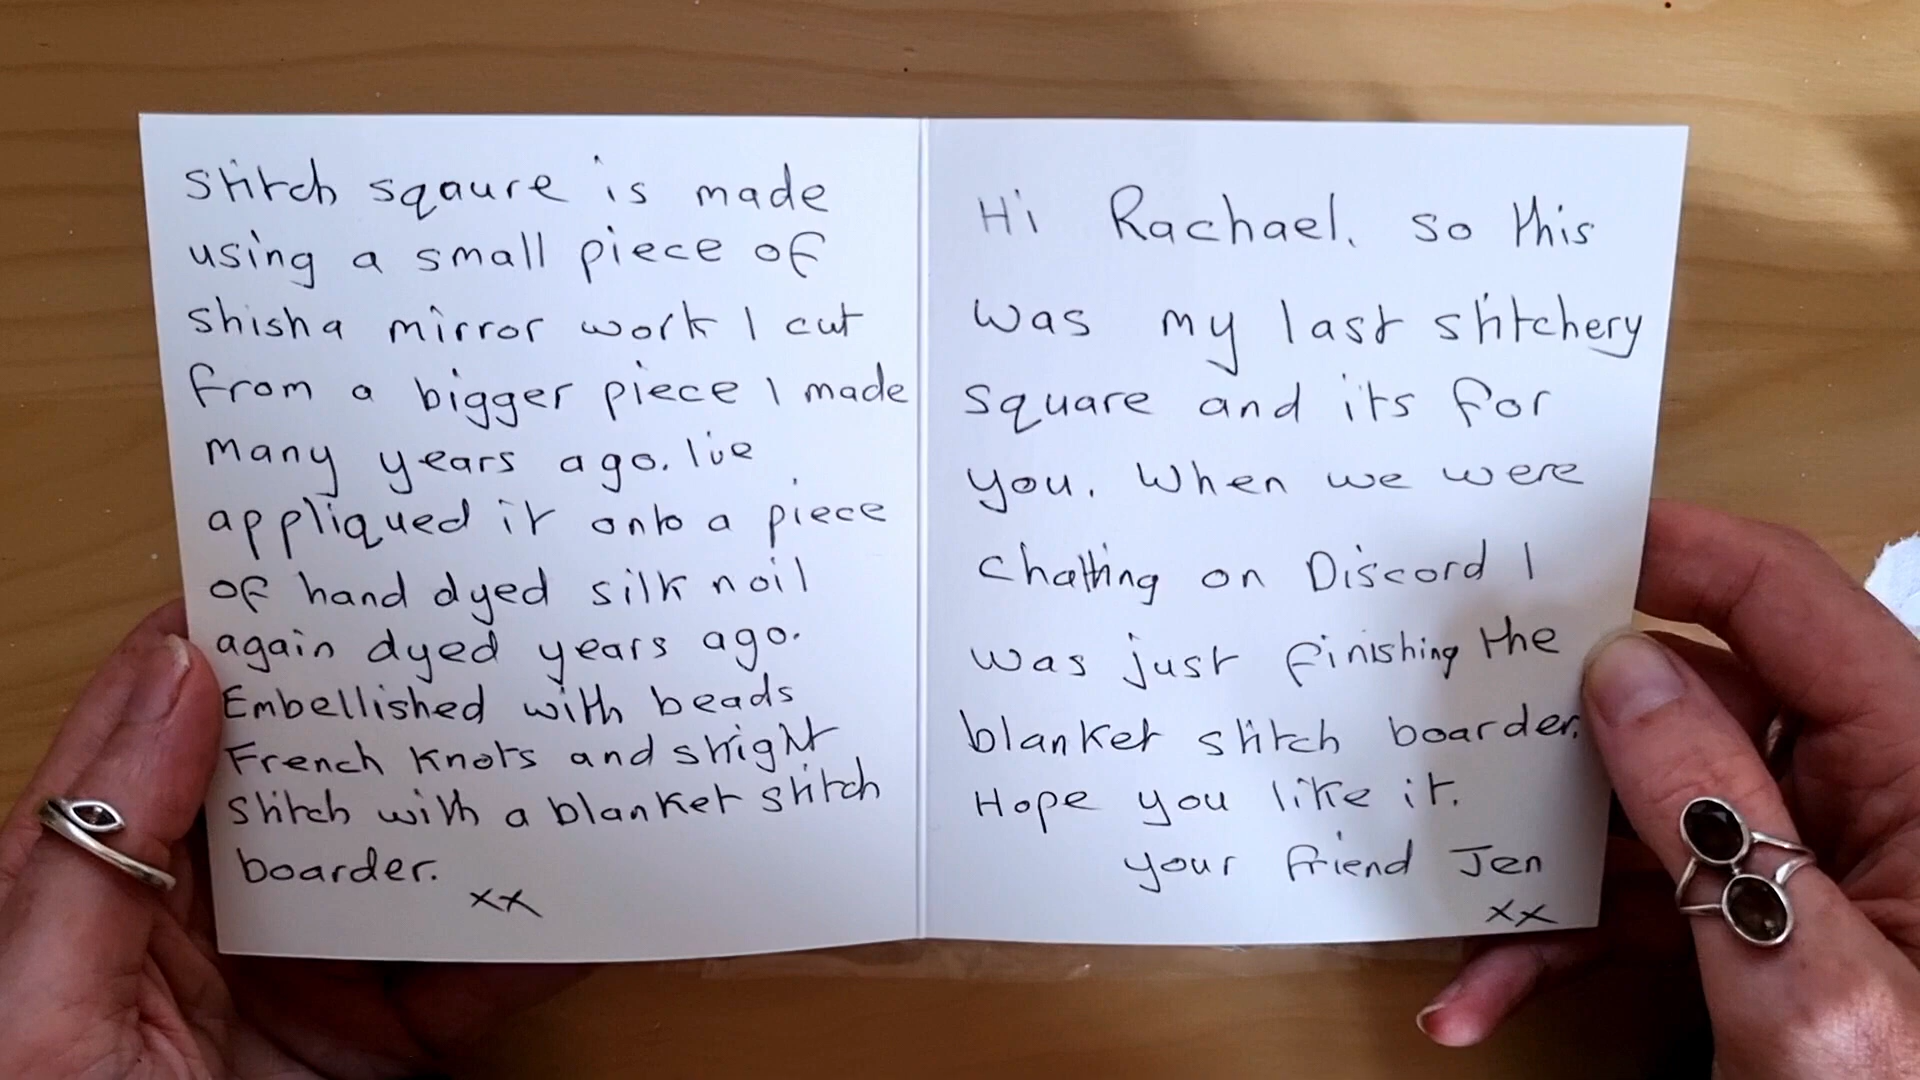 Stitch sqaure is made
using a small piece of
shisha mirror work I cut
from a bigger piece I made
many years ago. Ive
appliqued it onto a piece
of hand dyed silk noil
again dyed years ago.
Embellished with beads
French Knots and stright
Stitch with a blanket stitch
boarder.
xx
Hi Rachael, so this
was my last stitchery
square and its for
you. When we were
chatting on Discord I
was just finishing the
blanket stitch boarder.
Hope you like it.
your friend Jen
xx